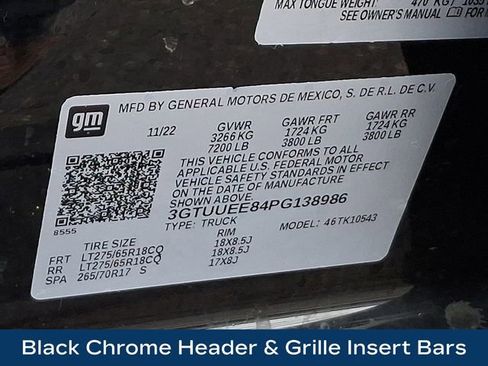 MAX TONGUE WEIGHT: 470 KG
SEE OWNER'S MANUAL
gm
MFD BY GENERAL MOTORS DE MEXICO, S. DE R.L. DE C.V.
11/22 GVWR GAWR FRT GAWR RR
3266 KG 1724 KG 1724 KG
7200 LB 3800 LB 3800 LB
THIS VEHICLE CONFORMS TO ALL
APPLICABLE U.S. FEDERAL MOTOR
VEHICLE SAFETY STANDARDS IN EFFECT
ON THE DATE OF MANUFACTURE
SHOWN ABOVE.
3GTUUEE84PG138986
8555 TYPE: TRUCK MODEL: 46TK10543
TIRE SIZE RIM
FRT LT275/65R18CQ 18X8.5J
RR LT275/65R18CQ 18X8.5J
SPA 265/70R17 S 17X8J
Black Chrome Header & Grille Insert Bars